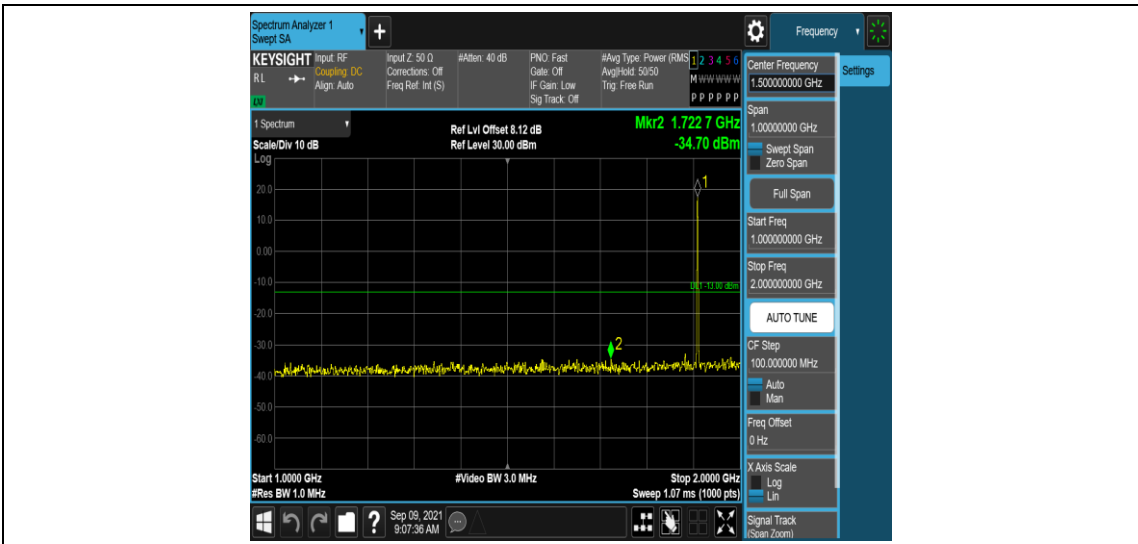 Spectrum Analyzer 1
Swept SA
+
Frequency
KEYSIGHT
R L
LXI
Input: RF
Coupling: DC
Align: Auto
Input Z: 50 Ω
Corrections: Off
Freq Ref: Int (S)
#Atten: 40 dB
PNO: Fast
Gate: Off
IF Gain: Low
Sig Track: Off
#Avg Type: Power (RMS
Avg|Hold: 50/50
Trig: Free Run
1 2 3 4 5 6
M W W W W W
P P P P P P
1 Spectrum
Scale/Div 10 dB
Log
Ref Lvl Offset 8.12 dB
Ref Level 30.00 dBm
Mkr2 1.722 7 GHz
-34.70 dBm
20.0
10.0
0.00
-10.0
-20.0
-30.0
-40.0
-50.0
-60.0
1
DL1 -13.00 dBm
2
Start 1.0000 GHz
#Res BW 1.0 MHz
#Video BW 3.0 MHz
Stop 2.0000 GHz
Sweep 1.07 ms (1000 pts)
?
Sep 09, 2021
9:07:36 AM
Center Frequency
1.500000000 GHz
Settings
Span
1.00000000 GHz
Swept Span
Zero Span
Full Span
Start Freq
1.000000000 GHz
Stop Freq
2.000000000 GHz
AUTO TUNE
CF Step
100.000000 MHz
Auto
Man
Freq Offset
0 Hz
X Axis Scale
Log
Lin
Signal Track
(Span Zoom)